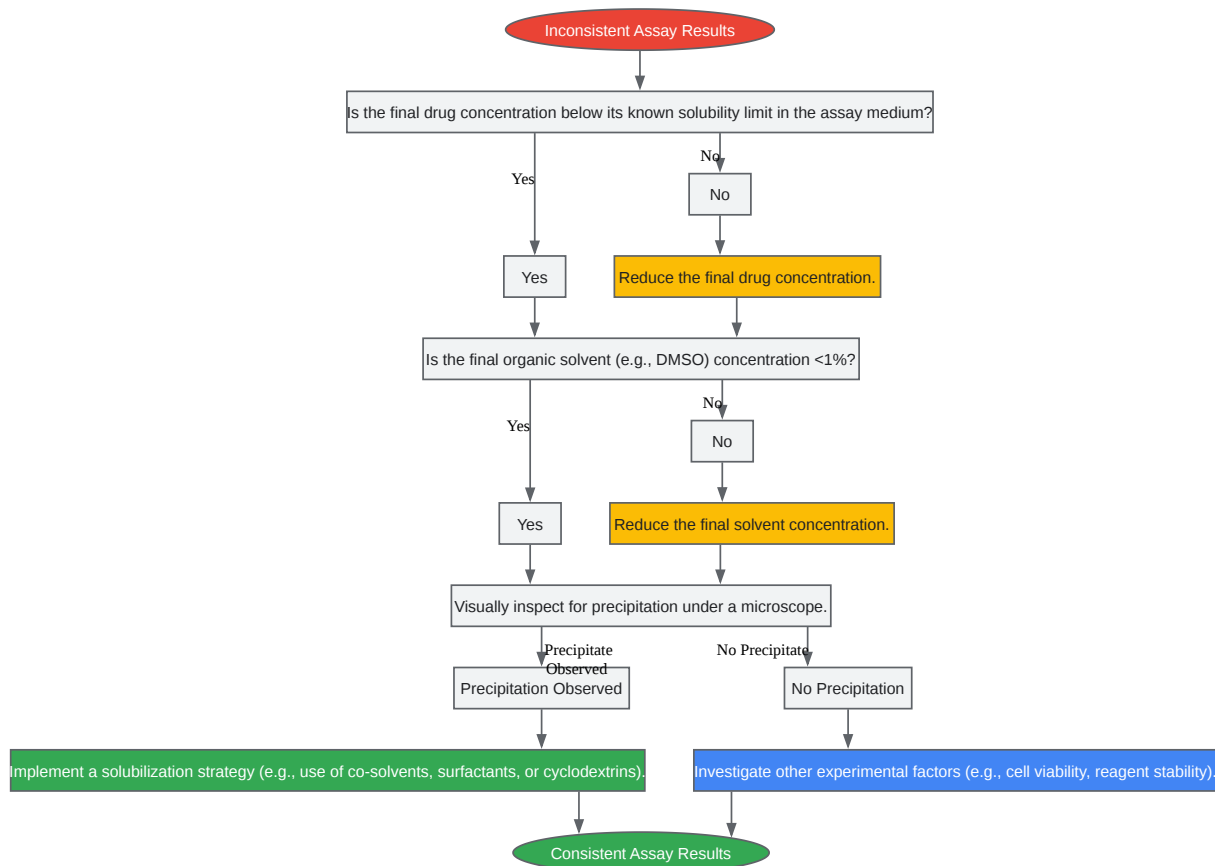 Inconsistent Assay Results
Is the final drug concentration below its known solubility limit in the assay medium?
No
Yes
No
Yes
Reduce the final drug concentration.
Is the final organic solvent (e.g., DMSO) concentration <1%?
No
Yes
No
Yes
Reduce the final solvent concentration.
Visually inspect for precipitation under a microscope.
Precipitate
Observed
No Precipitate
Precipitation Observed
No Precipitation
Implement a solubilization strategy (e.g., use of co-solvents, surfactants, or cyclodextrins).
Investigate other experimental factors (e.g., cell viability, reagent stability).
Consistent Assay Results